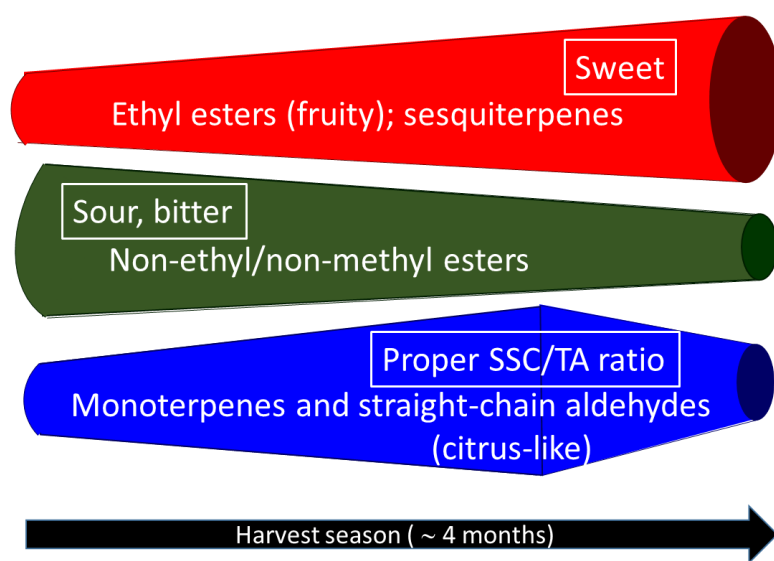 Sweet
Ethyl esters (fruity); sesquiterpenes
Sour, bitter
Non-ethyl/non-methyl esters
Proper SSC/TA ratio
Monoterpenes and straight-chain aldehydes
(citrus-like)
Harvest season ( ~ 4 months)